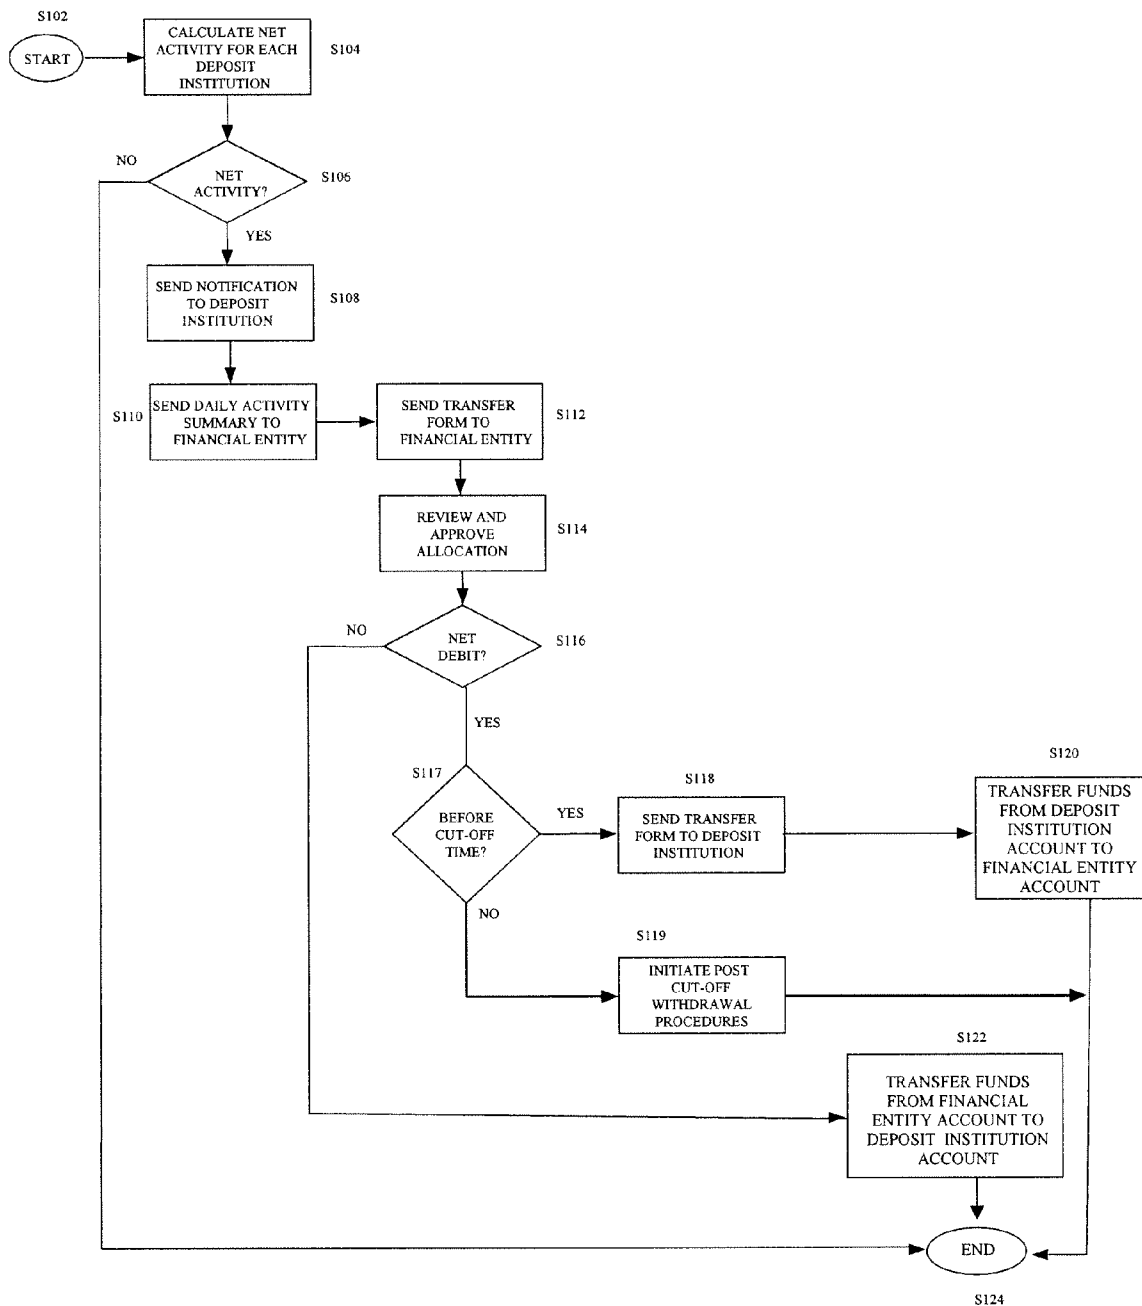 S102
START
CALCULATE NET
ACTIVITY FOR EACH
DEPOSIT
INSTITUTION
S104
NO
NET
ACTIVITY?
S106
YES
SEND NOTIFICATION
TO DEPOSIT
INSTITUTION
S108
S110
SEND DAILY ACTIVITY
SUMMARY TO
FINANCIAL ENTITY
SEND TRANSFER
FORM TO
FINANCIAL ENTITY
S112
REVIEW AND
APPROVE
ALLOCATION
S114
NO
NET
DEBIT?
S116
YES
S117
BEFORE
CUT-OFF
TIME?
YES
S118
SEND TRANSFER
FORM TO DEPOSIT
INSTITUTION
S120
TRANSFER FUNDS
FROM DEPOSIT
INSTITUTION
ACCOUNT TO
FINANCIAL ENTITY
ACCOUNT
NO
S119
INITIATE POST
CUT-OFF
WITHDRAWAL
PROCEDURES
S122
TRANSFER FUNDS
FROM FINANCIAL
ENTITY ACCOUNT TO
DEPOSIT INSTITUTION
ACCOUNT
END
S124